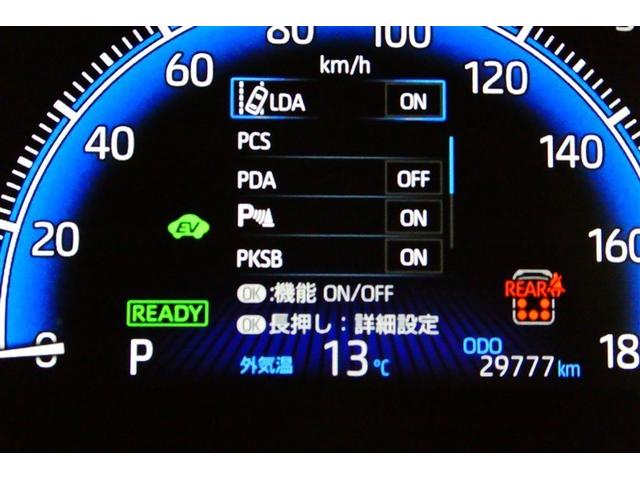 80 100
60 km/h 120
LDA ON
40 PCS 140
PDA OFF
EV P ON
20 PKSB ON 160
OK:機能 ON/OFF REAR
READY OK長押し：詳細設定
0 P 外気温 13℃ ODO 29777km 18